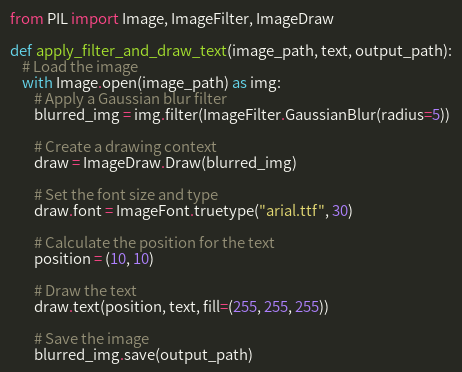 from PIL import Image, ImageFilter, ImageDraw

def apply_filter_and_draw_text(image_path, text, output_path):
    # Load the image
    with Image.open(image_path) as img:
        # Apply a Gaussian blur filter
        blurred_img = img.filter(ImageFilter.GaussianBlur(radius=5))

        # Create a drawing context
        draw = ImageDraw.Draw(blurred_img)

        # Set the font size and type
        draw.font = ImageFont.truetype("arial.ttf", 30)

        # Calculate the position for the text
        position = (10, 10)

        # Draw the text
        draw.text(position, text, fill=(255, 255, 255))

        # Save the image
        blurred_img.save(output_path)